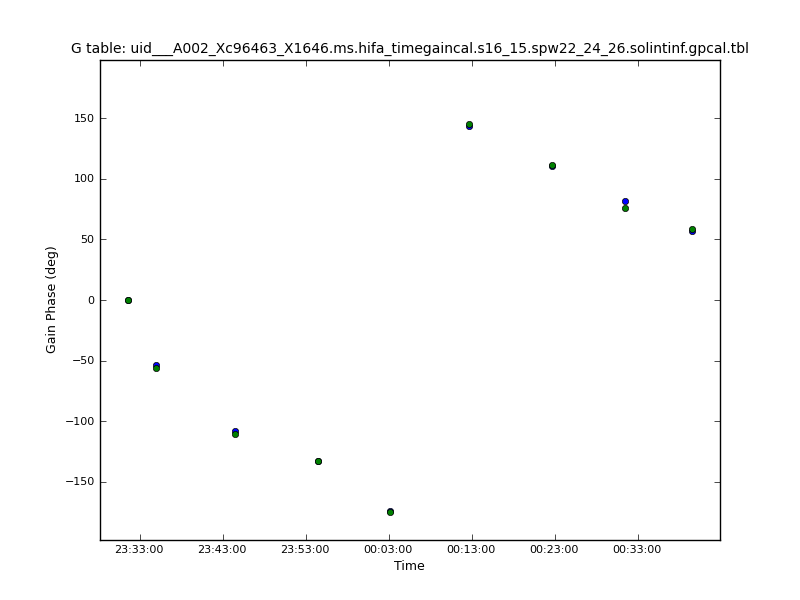 G table: uid___A002_Xc96463_X1646.ms.hifa_timegaincal.s16_15.spw22_24_26.solintinf.gpcal.tbl
150
100
50
0
−50
−100
−150
Gain Phase (deg)
23:33:00 23:43:00 23:53:00 00:03:00 00:13:00 00:23:00 00:33:00
Time